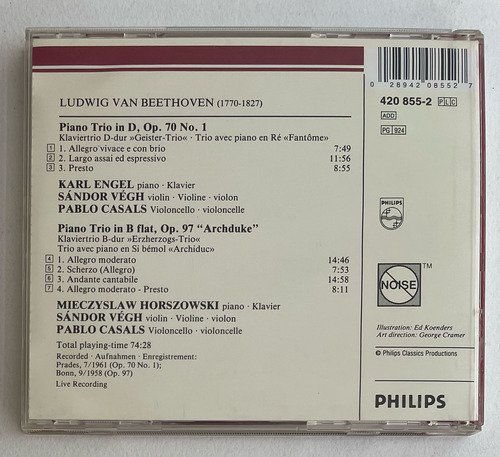 0 28942 08552 7
420 855-2 PLC
ADD
PG 924
LUDWIG VAN BEETHOVEN (1770-1827)
Piano Trio in D, Op. 70 No. 1
Klaviertrio D-dur »Geister-Trio« · Trio avec piano en Ré «Fantôme»
1 1. Allegro vivace e con brio 7:49
2 2. Largo assai ed espressivo 11:56
3 3. Presto 8:55
KARL ENGEL piano · Klavier
SÁNDOR VÉGH violin · Violine · violon
PABLO CASALS Violoncello · violoncelle
Piano Trio in B flat, Op. 97 “Archduke”
Klaviertrio B-dur »Erzherzogs-Trio«
Trio avec piano en Si bémol «Archiduc»
4 1. Allegro moderato 14:46
5 2. Scherzo (Allegro) 7:53
6 3. Andante cantabile 14:58
7 4. Allegro moderato - Presto 8:11
MIECZYSLAW HORSZOWSKI piano · Klavier
SÁNDOR VÉGH violin · Violine · violon
PABLO CASALS Violoncello · violoncelle
Total playing-time 74:28
Recorded · Aufnahmen · Enregistrement:
Prades, 7/1961 (Op. 70 No. 1);
Bonn, 9/1958 (Op. 97)
Live Recording
PHILIPS
NOISE TM
Illustration: Ed Koenders
Art direction: George Cramer
℗ Philips Classics Productions
PHILIPS